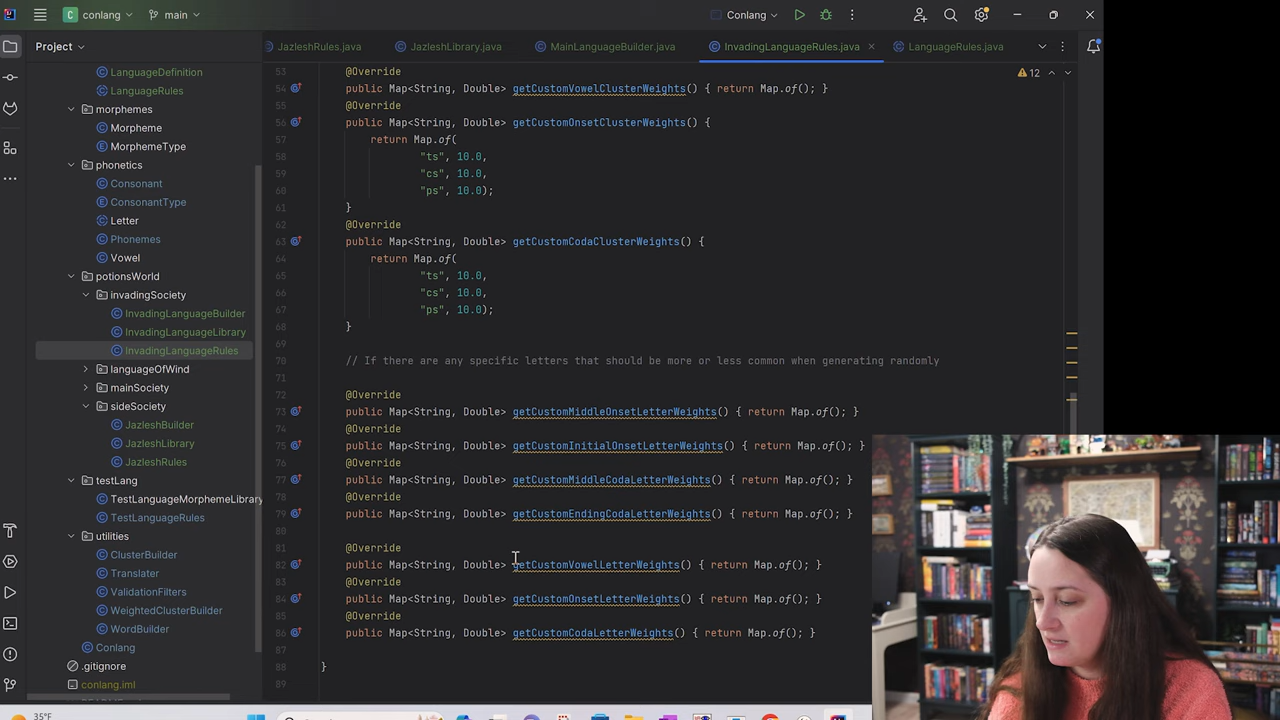 conlang
main
Conlang
Project
JazleshRules.java
JazleshLibrary.java
MainLanguageBuilder.java
InvadingLanguageRules.java
LanguageRules.java
LanguageDefinition
LanguageRules
morphemes
Morpheme
MorphemeType
phonetics
Consonant
ConsonantType
Letter
Phonemes
Vowel
potionsWorld
invadingSociety
InvadingLanguageBuilder
InvadingLanguageLibrary
InvadingLanguageRules
languageOfWind
mainSociety
sideSociety
JazleshBuilder
JazleshLibrary
JazleshRules
testLang
TestLanguageMorphemeLibrary
TestLanguageRules
utilities
ClusterBuilder
Translater
ValidationFilters
WeightedClusterBuilder
WordBuilder
Conlang
.gitignore
conlang.iml
12
53 @Override
54 public Map<String, Double> getCustomVowelClusterWeights() { return Map.of(); }
55 @Override
56 public Map<String, Double> getCustomOnsetClusterWeights() {
57 return Map.of(
58 "ts", 10.0,
59 "cs", 10.0,
60 "ps", 10.0);
61 }
62 @Override
63 public Map<String, Double> getCustomCodaClusterWeights() {
64 return Map.of(
65 "ts", 10.0,
66 "cs", 10.0,
67 "ps", 10.0);
68 }
69
70 // If there are any specific letters that should be more or less common when generating randomly
71
72 @Override
73 public Map<String, Double> getCustomMiddleOnsetLetterWeights() { return Map.of(); }
74 @Override
75 public Map<String, Double> getCustomInitialOnsetLetterWeights() { return Map.of(); }
76 @Override
77 public Map<String, Double> getCustomMiddleCodaLetterWeights() { return Map.of(); }
78 @Override
79 public Map<String, Double> getCustomEndingCodaLetterWeights() { return Map.of(); }
80
81 @Override
82 public Map<String, Double> getCustomVowelLetterWeights() { return Map.of(); }
83 @Override
84 public Map<String, Double> getCustomOnsetLetterWeights() { return Map.of(); }
85 @Override
86 public Map<String, Double> getCustomCodaLetterWeights() { return Map.of(); }
87
88 }
89
35°F